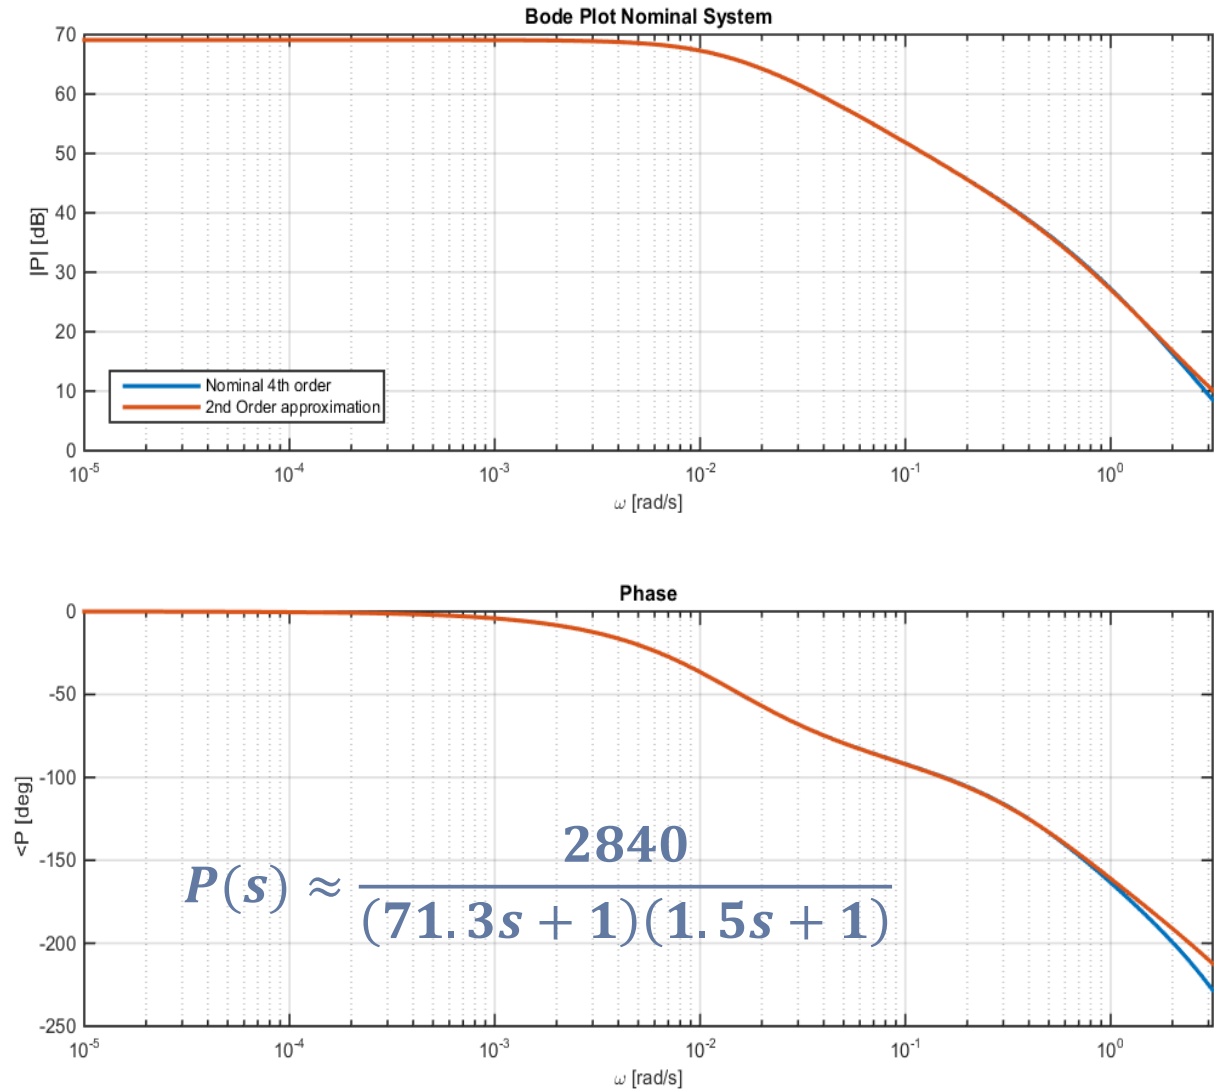 Bode Plot Nominal System
70
60
50
40
30
20
10
0
|P| [dB]
Nominal 4th order
2nd Order approximation
10^-5 10^-4 10^-3 10^-2 10^-1 10^0
ω [rad/s]
Phase
0
-50
-100
-150
-200
-250
<P [deg]
P(s) ≈ 2840 / (71.3s + 1)(1.5s + 1)
10^-5 10^-4 10^-3 10^-2 10^-1 10^0
ω [rad/s]